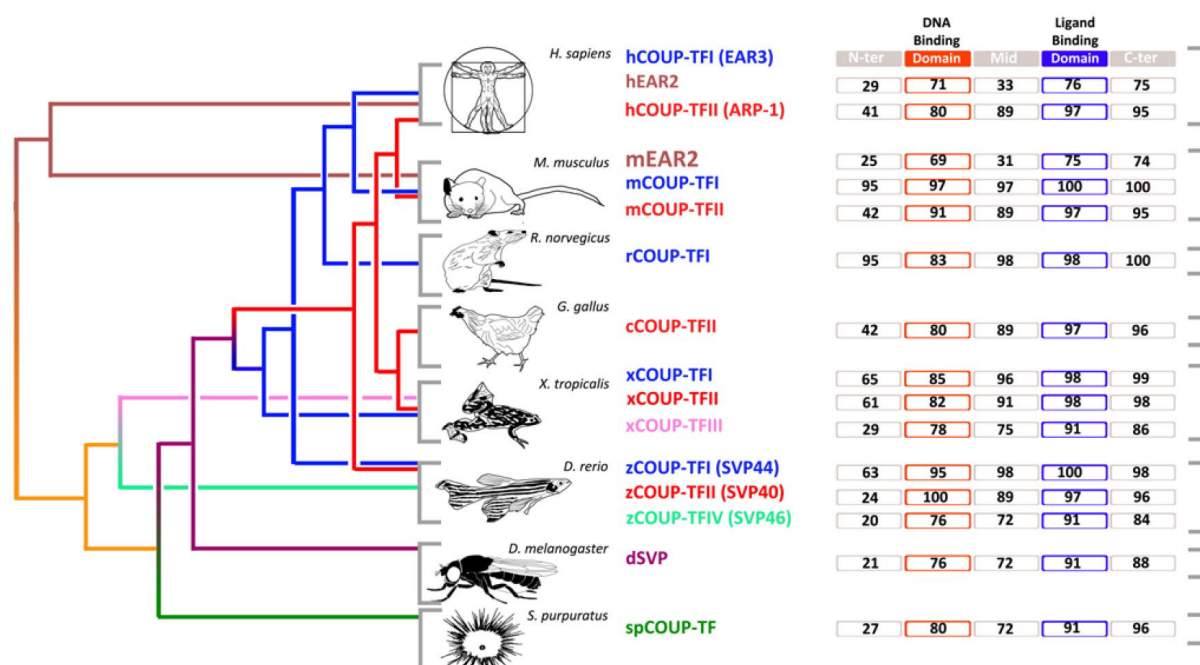 DNA Binding Ligand Binding
N-ter Domain Mid Domain C-ter
H. sapiens hCOUP-TFI (EAR3)
hEAR2 29 71 33 76 75
hCOUP-TFII (ARP-1) 41 80 89 97 95
M. musculus mEAR2 25 69 31 75 74
mCOUP-TFI 95 97 97 100 100
mCOUP-TFII 42 91 89 97 95
R. norvegicus rCOUP-TFI 95 83 98 98 100
G. gallus cCOUP-TFII 42 80 89 97 96
X. tropicalis xCOUP-TFI 65 85 96 98 99
xCOUP-TFII 61 82 91 98 98
xCOUP-TFIII 29 78 75 91 86
D. rerio zCOUP-TFI (SVP44) 63 95 98 100 98
zCOUP-TFII (SVP40) 24 100 89 97 96
zCOUP-TFIV (SVP46) 20 76 72 91 84
D. melanogaster dSVP 21 76 72 91 88
S. purpuratus spCOUP-TF 27 80 72 91 96